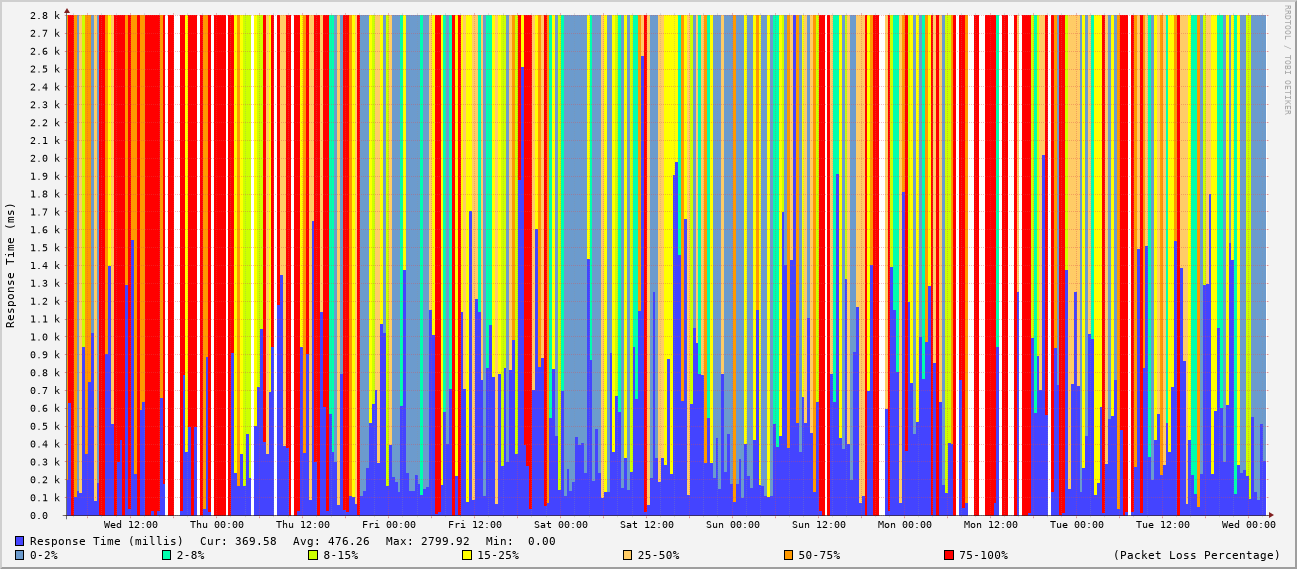 RRDTOOL / TOBI OETIKER
Response Time (ms)
2.8 k
2.7 k
2.6 k
2.5 k
2.4 k
2.3 k
2.2 k
2.1 k
2.0 k
1.9 k
1.8 k
1.7 k
1.6 k
1.5 k
1.4 k
1.3 k
1.2 k
1.1 k
1.0 k
0.9 k
0.8 k
0.7 k
0.6 k
0.5 k
0.4 k
0.3 k
0.2 k
0.1 k
0.0
Wed 12:00 Thu 00:00 Thu 12:00 Fri 00:00 Fri 12:00 Sat 00:00 Sat 12:00 Sun 00:00 Sun 12:00 Mon 00:00 Mon 12:00 Tue 00:00 Tue 12:00 Wed 00:00
Response Time (millis) Cur: 369.58 Avg: 476.26 Max: 2799.92 Min: 0.00
0-2% 2-8% 8-15% 15-25% 25-50% 50-75% 75-100% (Packet Loss Percentage)